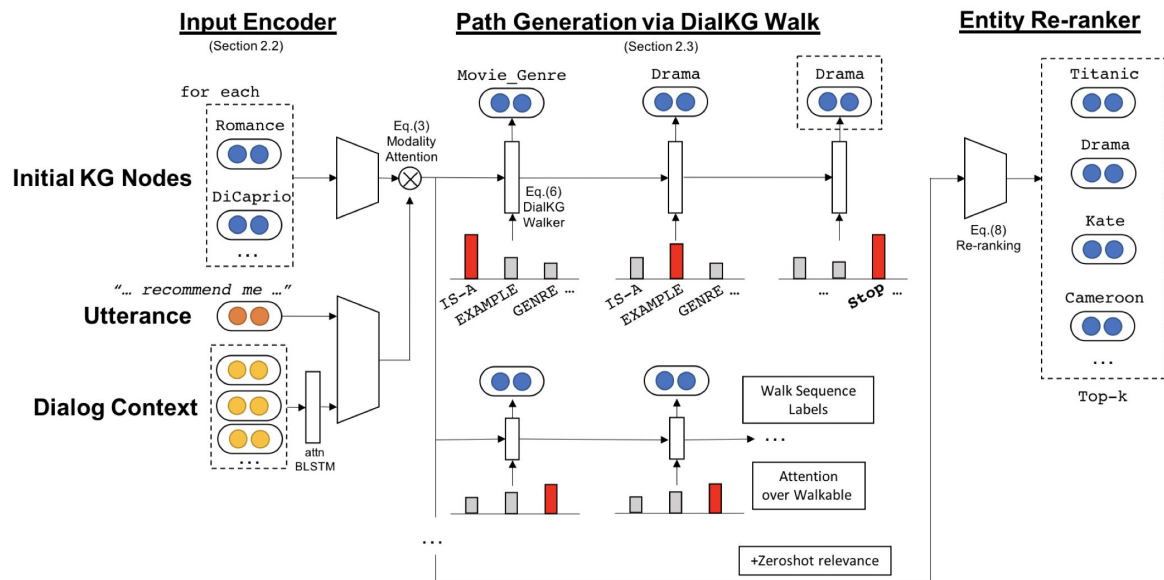 Input Encoder
(Section 2.2)
Path Generation via DialKG Walk
(Section 2.3)
Entity Re-ranker
for each
Romance
DiCaprio
...
Initial KG Nodes
Eq.(3)
Modality
Attention
Movie_Genre
Drama
Drama
Eq.(6)
DialKG
Walker
IS-A
EXAMPLE
GENRE ...
IS-A
EXAMPLE
GENRE ...
...
Stop ...
Eq.(8)
Re-ranking
Titanic
Drama
Kate
Cameroon
...
Top-k
“... recommend me ...”
Utterance
Dialog Context
...
attn
BLSTM
...
Walk Sequence
Labels
Attention
over Walkable
...
+Zeroshot relevance